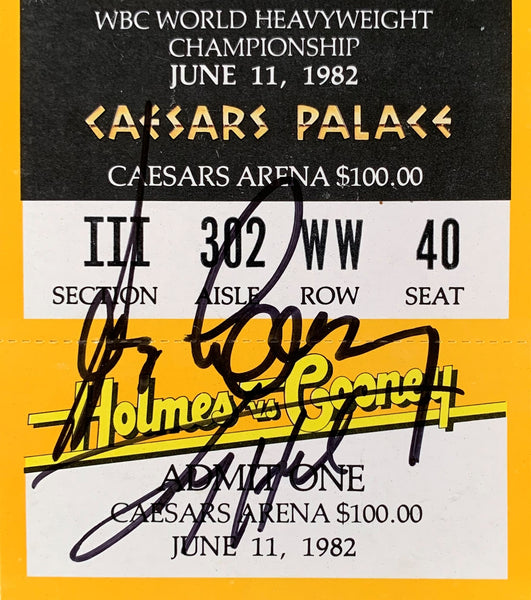 WBC WORLD HEAVYWEIGHT
CHAMPIONSHIP
JUNE 11, 1982
CAESARS PALACE
CAESARS ARENA $100.00
III 302 WW 40
SECTION AISLE ROW SEAT
Holmes vs Cooney
ADMIT ONE
CAESARS ARENA $100.00
JUNE 11, 1982